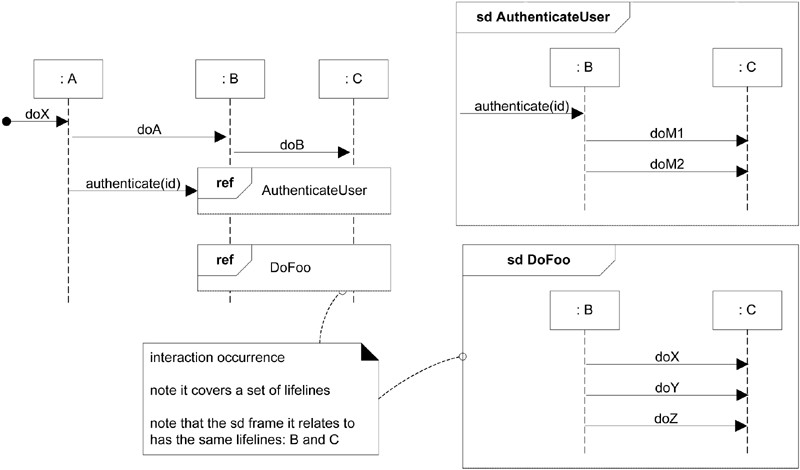 : A
: B
: C
doX
doA
doB
authenticate(id)
ref
AuthenticateUser
ref
DoFoo
interaction occurrence
note it covers a set of lifelines
note that the sd frame it relates to
has the same lifelines: B and C
sd AuthenticateUser
: B
: C
authenticate(id)
doM1
doM2
sd DoFoo
: B
: C
doX
doY
doZ